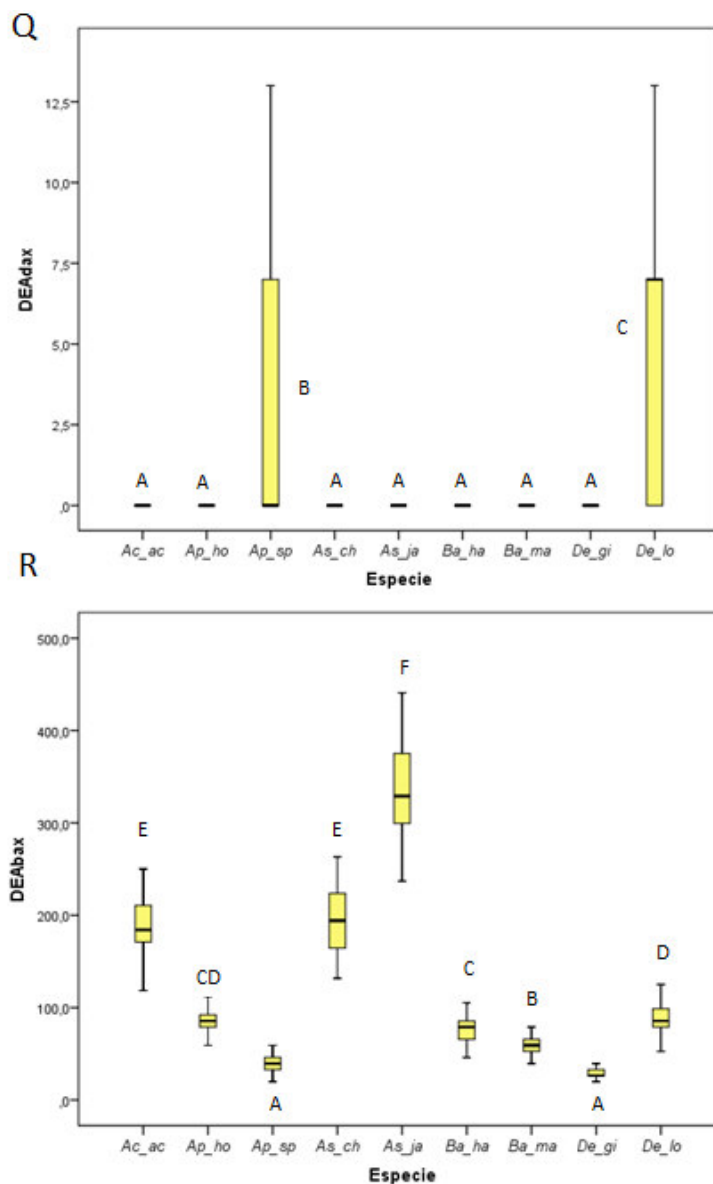 Q
12,5
10,0
7,5
5,0
2,5
,0
DEAdax
C
B
A A A A A A A
Ac_ac Ap_ho Ap_sp As_ch As_ja Ba_ha Ba_ma De_gi De_lo
Especie
R
500,0
400,0
300,0
200,0
100,0
,0
DEAbax
F
E E
CD C B D
A A
Ac_ac Ap_ho Ap_sp As_ch As_ja Ba_ha Ba_ma De_gi De_lo
Especie